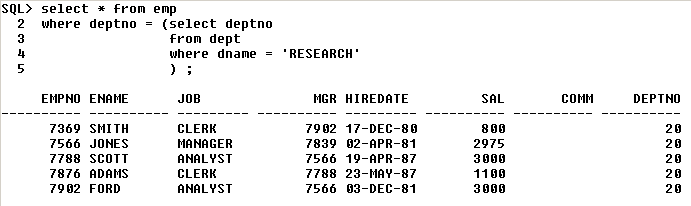 SQL> select * from emp
2 where deptno = (select deptno
3 from dept
4 where dname = 'RESEARCH'
5 ) ;
EMPNO ENAME JOB MGR HIREDATE SAL COMM DEPTNO
---------- ---------- --------- ---------- --------- ---------- ---------- ----------
7369 SMITH CLERK 7902 17-DEC-80 800 20
7566 JONES MANAGER 7839 02-APR-81 2975 20
7788 SCOTT ANALYST 7566 19-APR-87 3000 20
7876 ADAMS CLERK 7788 23-MAY-87 1100 20
7902 FORD ANALYST 7566 03-DEC-81 3000 20